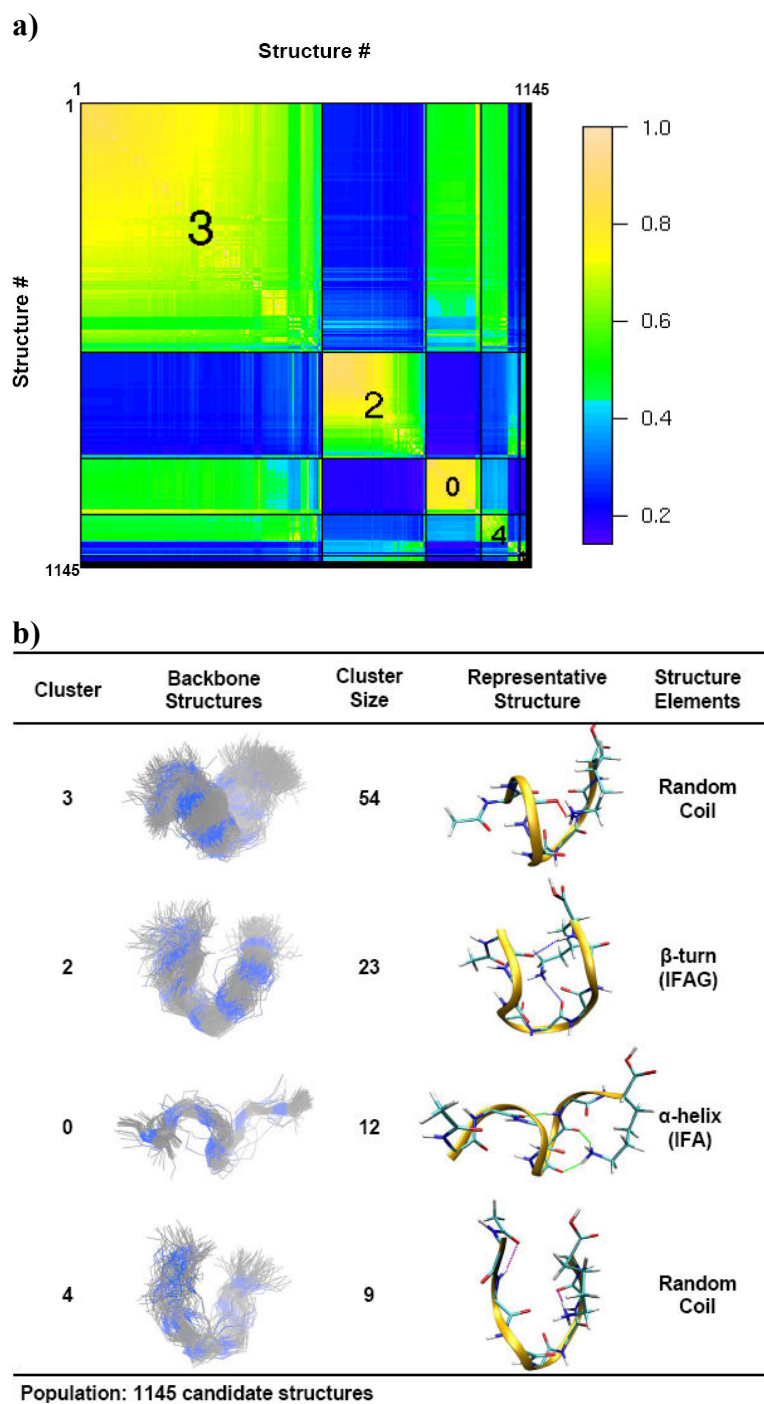 a)
Structure #
1
1145
1
3
2
0
4
1145
Structure #
1.0
0.8
0.6
0.4
0.2
b)
Cluster Backbone Structures Cluster Size Representative Structure Structure Elements
3 54 Random Coil
2 23 β-turn (IFAG)
0 12 α-helix (IFA)
4 9 Random Coil
Population: 1145 candidate structures